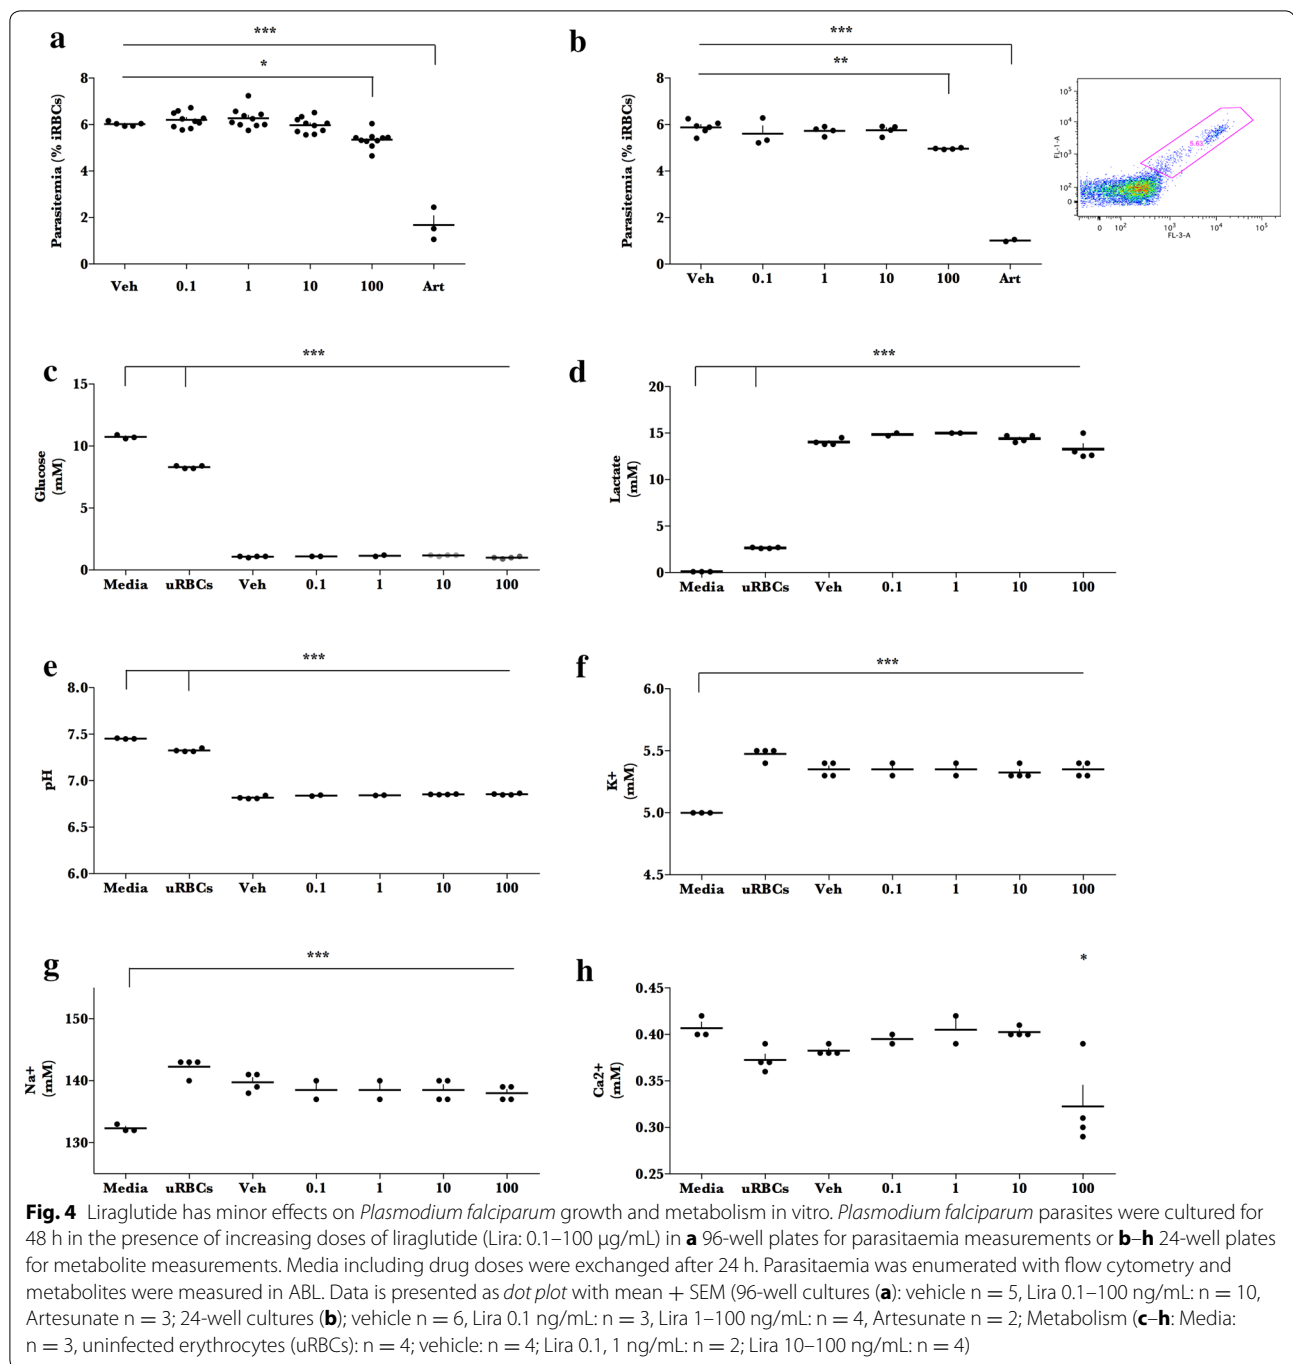 a
***
*
Parasitemia (% iRBCs)
8
6
4
2
0
Veh 0.1 1 10 100 Art
b
***
**
Parasitemia (% iRBCs)
8
6
4
2
0
Veh 0.1 1 10 100 Art
FL-1-A
10⁵
10⁴
10³
10²
0
5.63
0 10² 10³ 10⁴ 10⁵
FL-3-A
c
***
Glucose
(mM)
15
10
5
0
Media uRBCs Veh 0.1 1 10 100
d
***
Lactate
(mM)
20
15
10
5
0
Media uRBCs Veh 0.1 1 10 100
e
***
pH
8.0
7.5
7.0
6.5
6.0
Media uRBCs Veh 0.1 1 10 100
f
***
K+
(mM)
6.0
5.5
5.0
4.5
Media uRBCs Veh 0.1 1 10 100
g
***
Na+
(mM)
150
140
130
Media uRBCs Veh 0.1 1 10 100
h
*
Ca2+
(mM)
0.45
0.40
0.35
0.30
0.25
Media uRBCs Veh 0.1 1 10 100
Fig. 4 Liraglutide has minor effects on Plasmodium falciparum growth and metabolism in vitro. Plasmodium falciparum parasites were cultured for
48 h in the presence of increasing doses of liraglutide (Lira: 0.1–100 µg/mL) in a 96-well plates for parasitaemia measurements or b–h 24-well plates
for metabolite measurements. Media including drug doses were exchanged after 24 h. Parasitaemia was enumerated with flow cytometry and
metabolites were measured in ABL. Data is presented as dot plot with mean + SEM (96-well cultures (a): vehicle n = 5, Lira 0.1–100 ng/mL: n = 10,
Artesunate n = 3; 24-well cultures (b); vehicle n = 6, Lira 0.1 ng/mL: n = 3, Lira 1–100 ng/mL: n = 4, Artesunate n = 2; Metabolism (c–h: Media:
n = 3, uninfected erythrocytes (uRBCs): n = 4; vehicle: n = 4; Lira 0.1, 1 ng/mL: n = 2; Lira 10–100 ng/mL: n = 4)